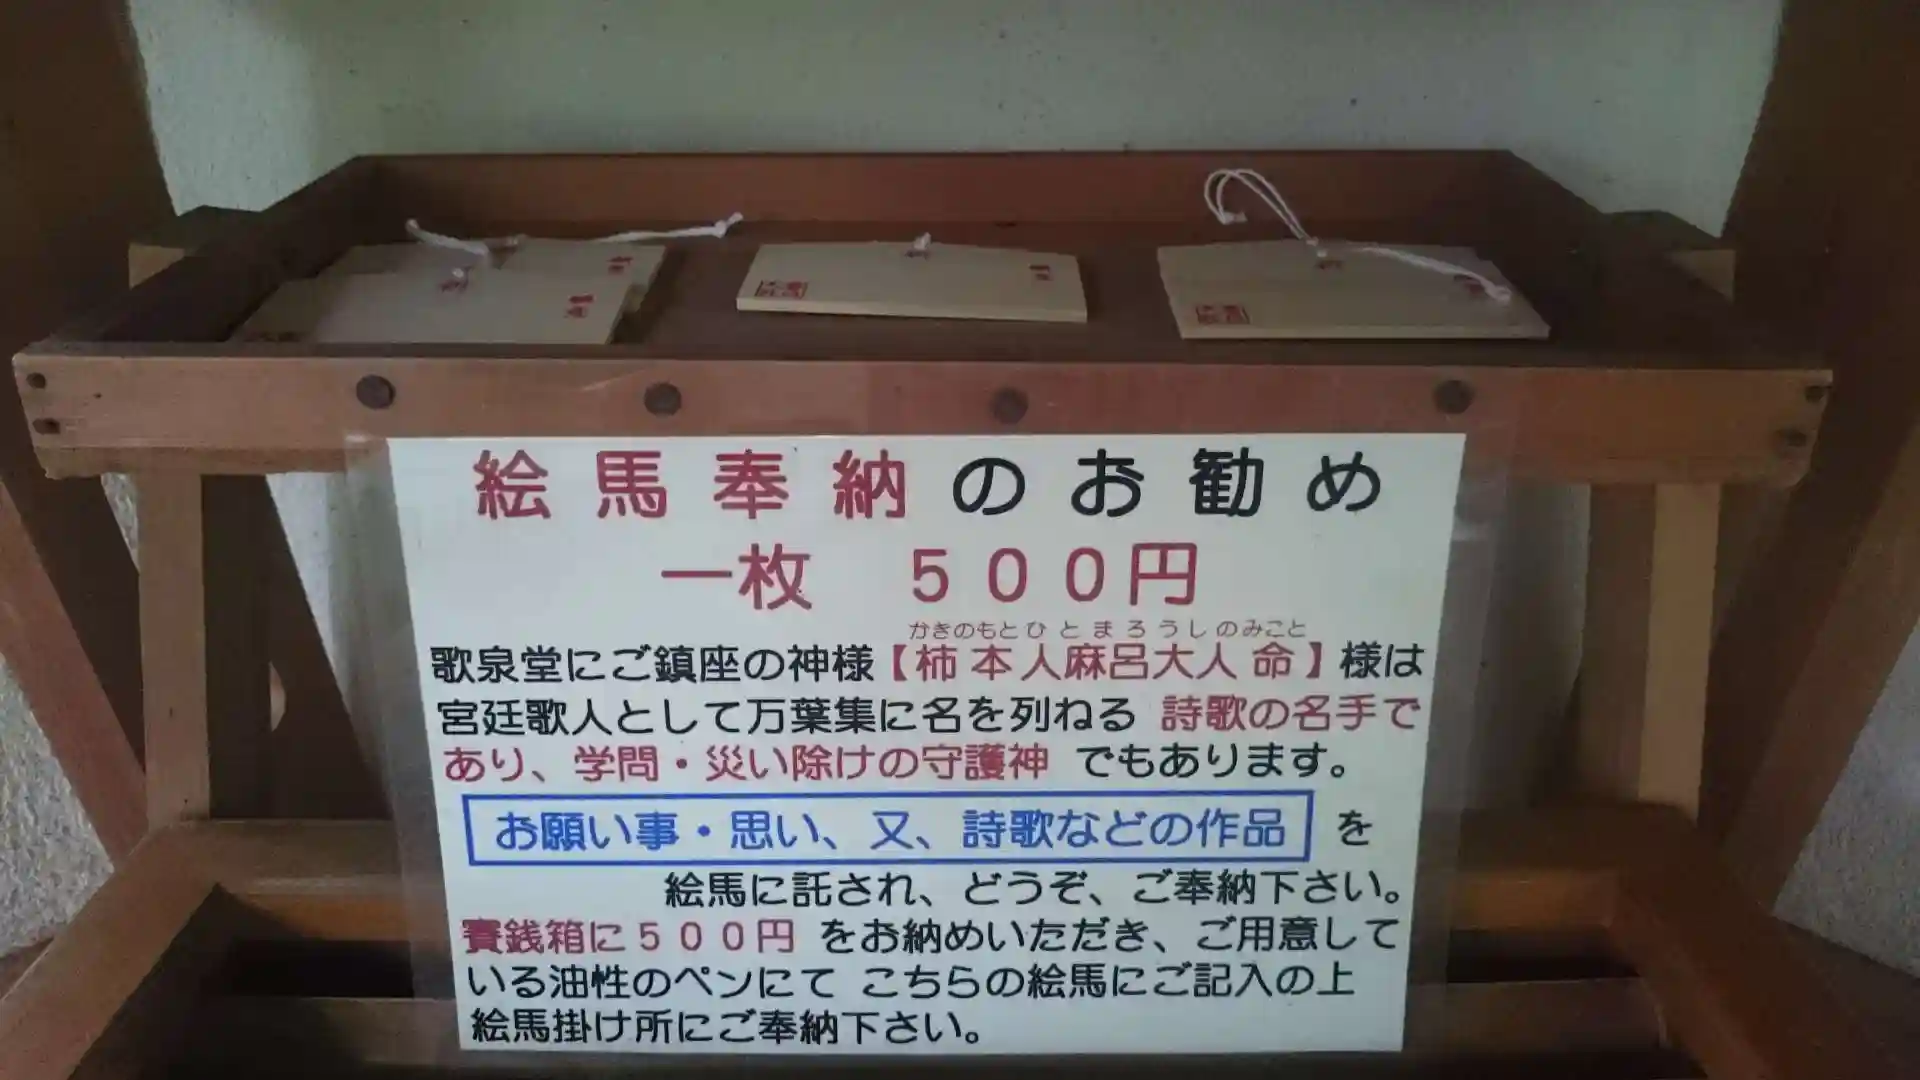 絵馬奉納のお勧め
一枚　５００円
かきのもとひとまろうしのみこと
歌泉堂にご鎮座の神様【柿本人麻呂大人命】様は
宮廷歌人として万葉集に名を列ねる 詩歌の名手で
あり、学問・災い除けの守護神 でもあります。
お願い事・思い、又、詩歌などの作品 を
絵馬に託され、どうぞ、ご奉納下さい。
賽銭箱に５００円 をお納めいただき、ご用意して
いる油性のペンにて こちらの絵馬にご記入の上
絵馬掛け所にご奉納下さい。